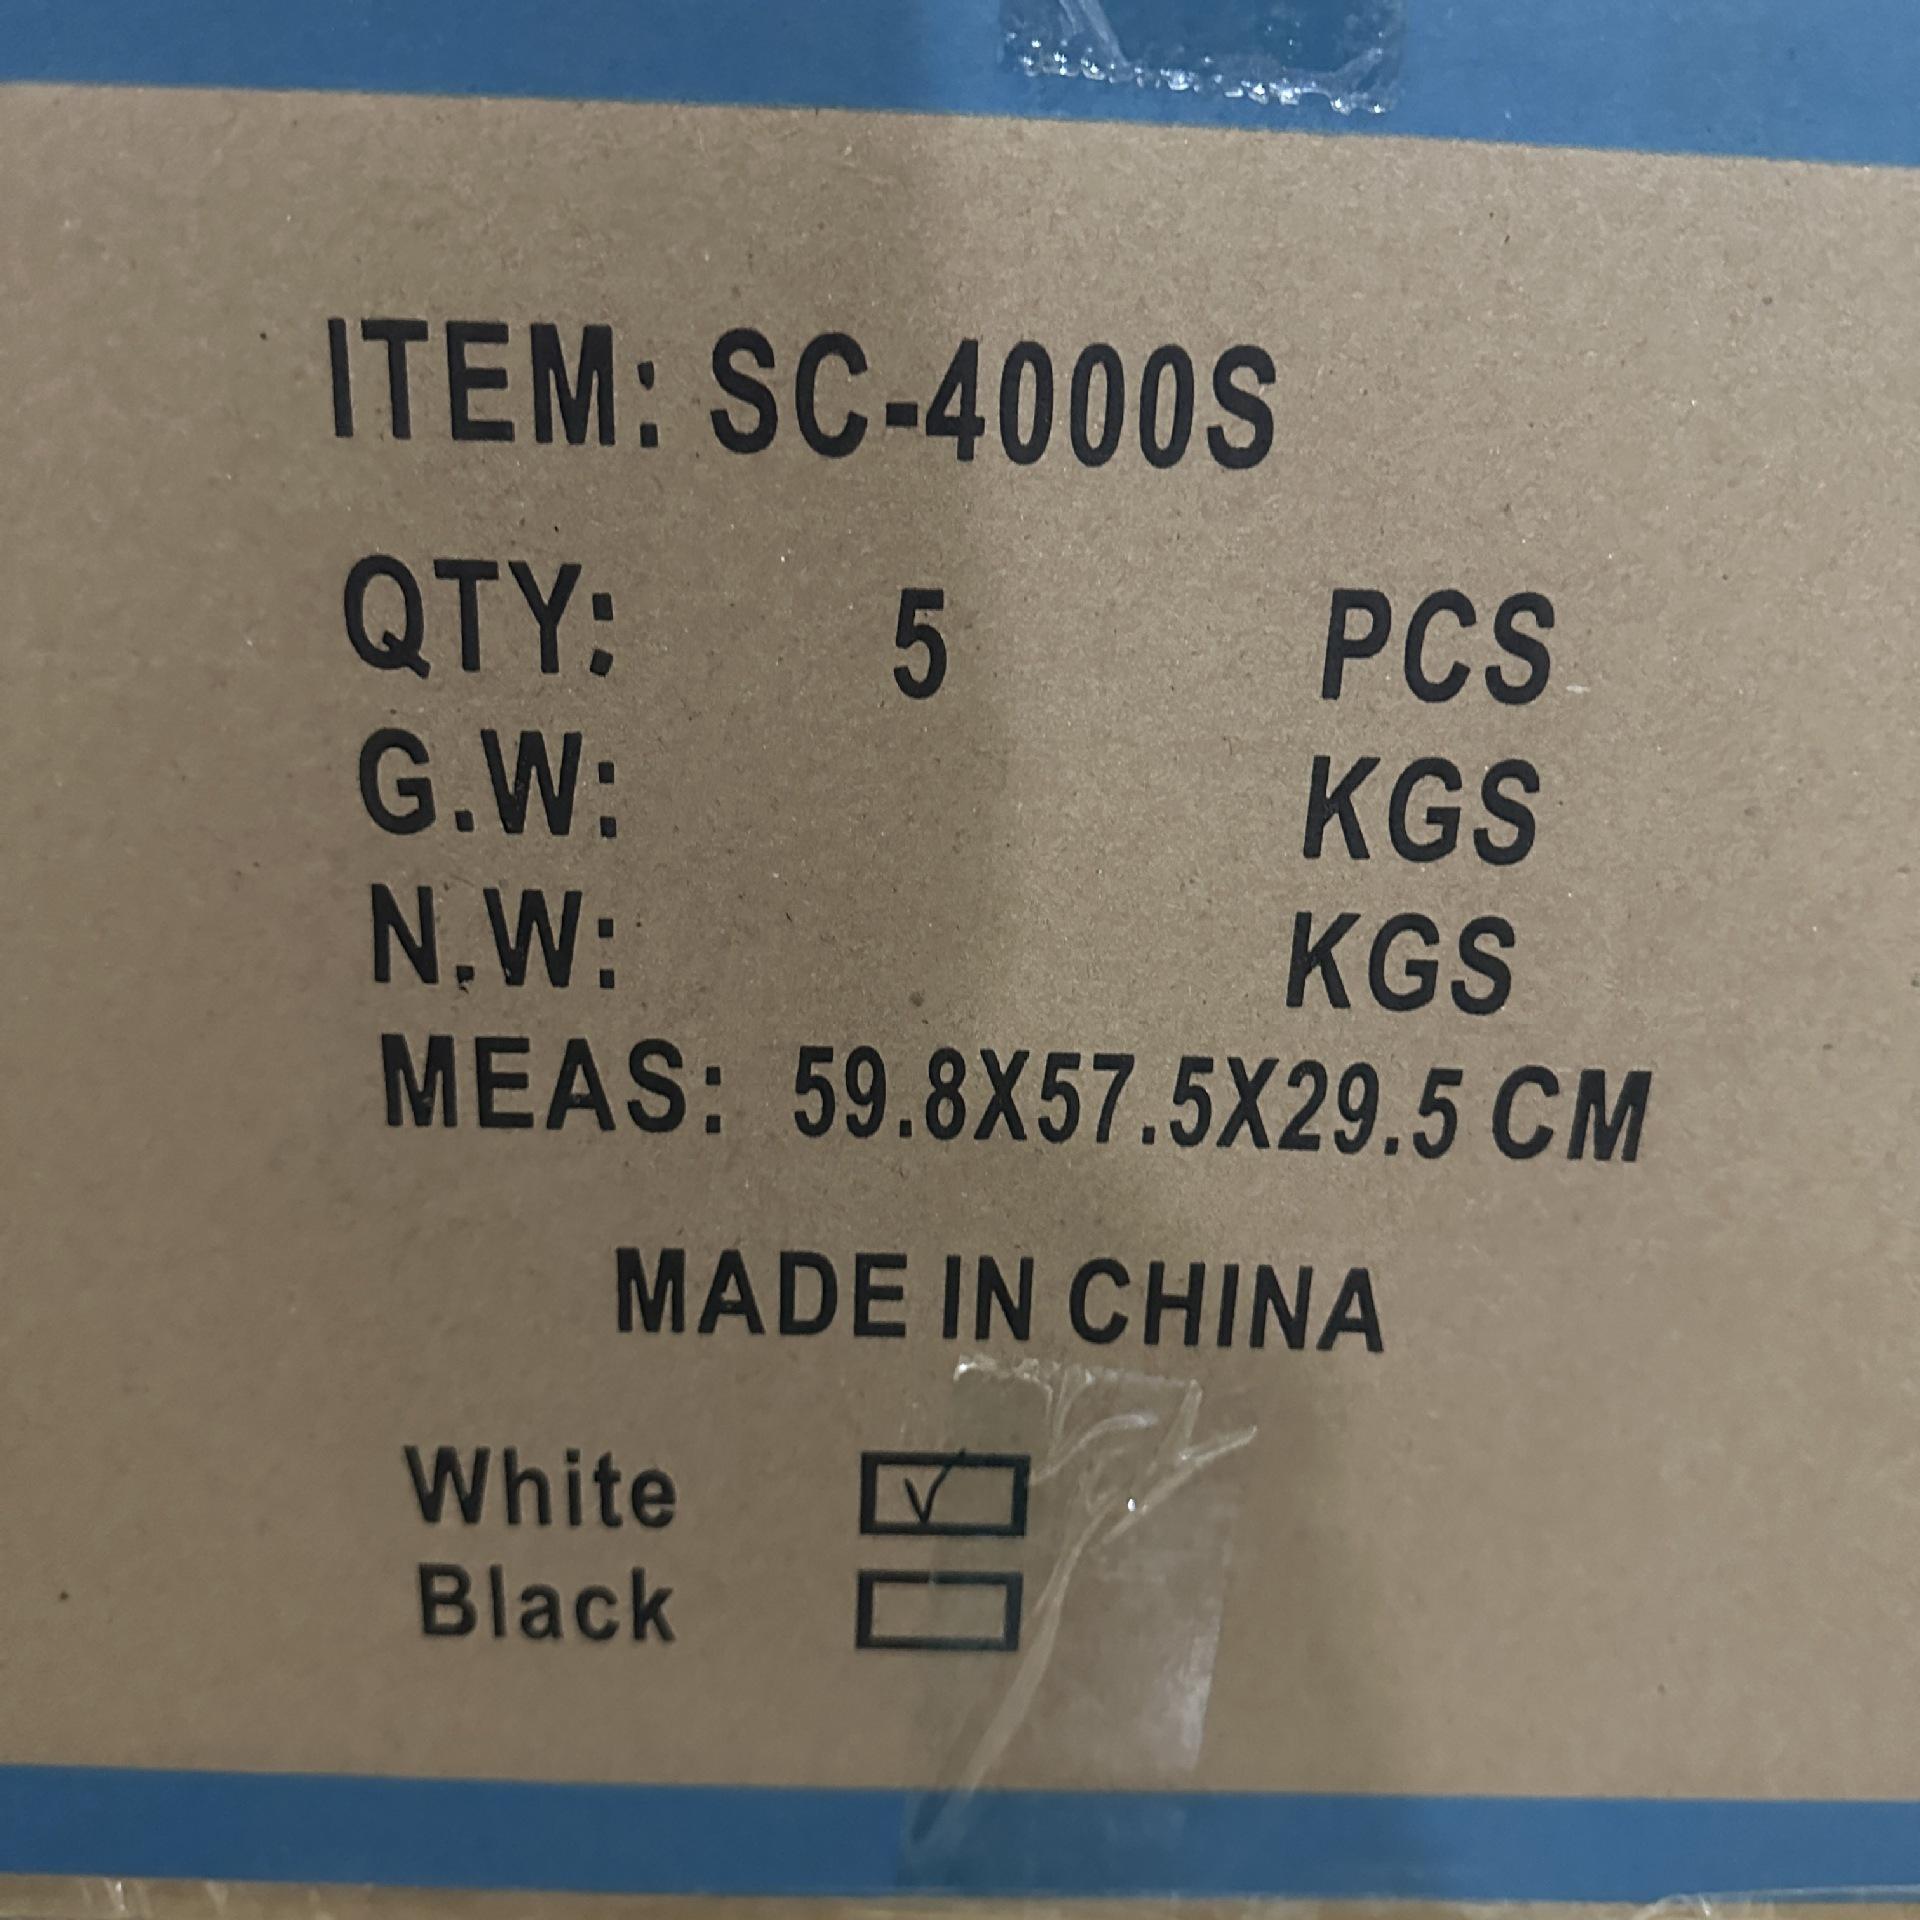 ITEM: SC-4000S
QTY: 5 PCS
G.W: KGS
N.W: KGS
MEAS: 59.8X57.5X29.5 CM
MADE IN CHINA
White ✓
Black